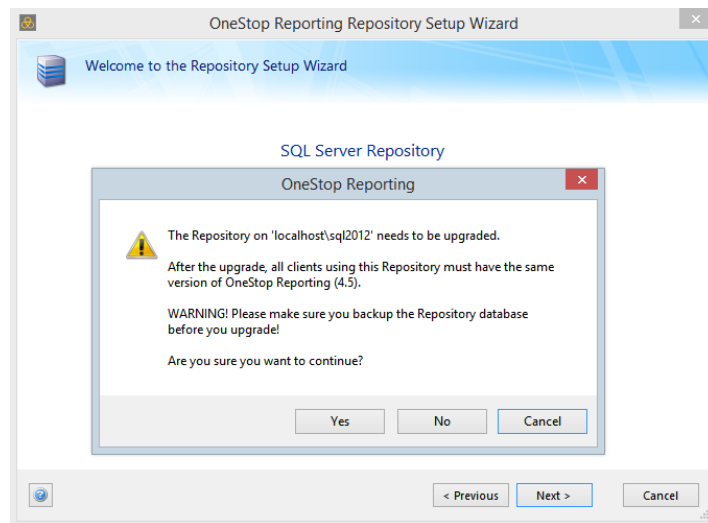 OneStop Reporting Repository Setup Wizard
Welcome to the Repository Setup Wizard
SQL Server Repository
OneStop Reporting
The Repository on 'localhost\sql2012' needs to be upgraded.
After the upgrade, all clients using this Repository must have the same
version of OneStop Reporting (4.5).
WARNING! Please make sure you backup the Repository database
before you upgrade!
Are you sure you want to continue?
Yes No Cancel
< Previous Next > Cancel